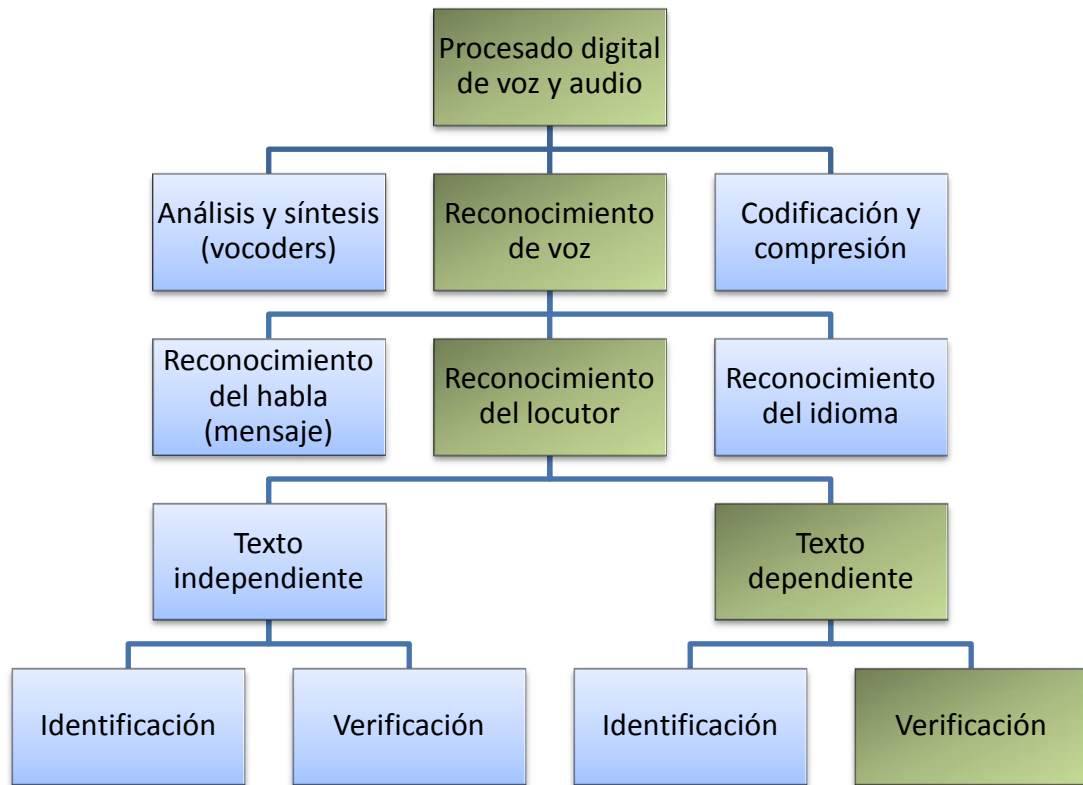 Procesado digital
de voz y audio
Análisis y síntesis
(vocoders)
Reconocimiento
de voz
Codificación y
compresión
Reconocimiento
del habla
(mensaje)
Reconocimiento
del locutor
Reconocimiento
del idioma
Texto
independiente
Texto
dependiente
Identificación
Verificación
Identificación
Verificación